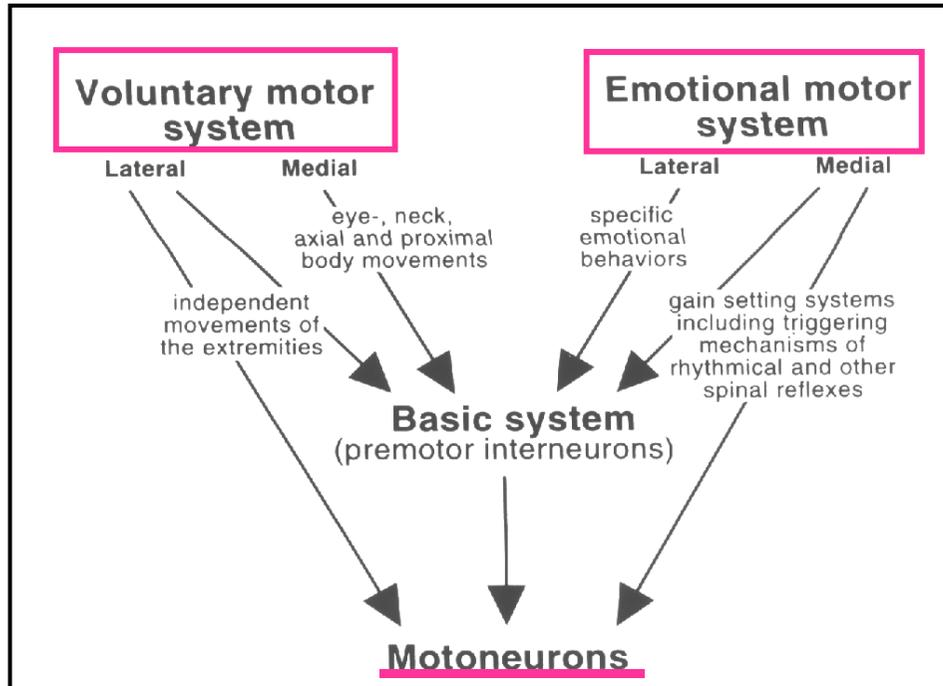 Voluntary motor
system
Lateral
Medial
eye-, neck,
axial and proximal
body movements
independent
movements of
the extremities
Emotional motor
system
Lateral
Medial
specific
emotional
behaviors
gain setting systems
including triggering
mechanisms of
rhythmical and other
spinal reflexes
Basic system
(premotor interneurons)
Motoneurons